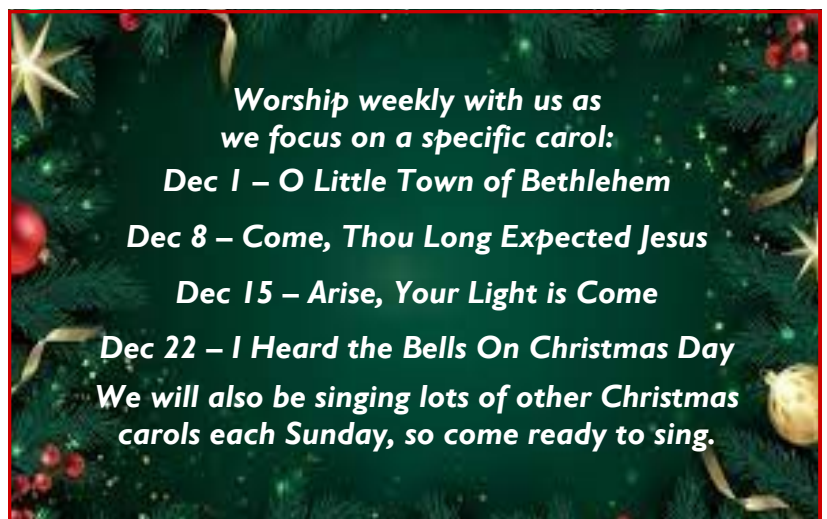 Worship weekly with us as
we focus on a specific carol:
Dec 1 – O Little Town of Bethlehem
Dec 8 – Come, Thou Long Expected Jesus
Dec 15 – Arise, Your Light is Come
Dec 22 – I Heard the Bells On Christmas Day
We will also be singing lots of other Christmas
carols each Sunday, so come ready to sing.